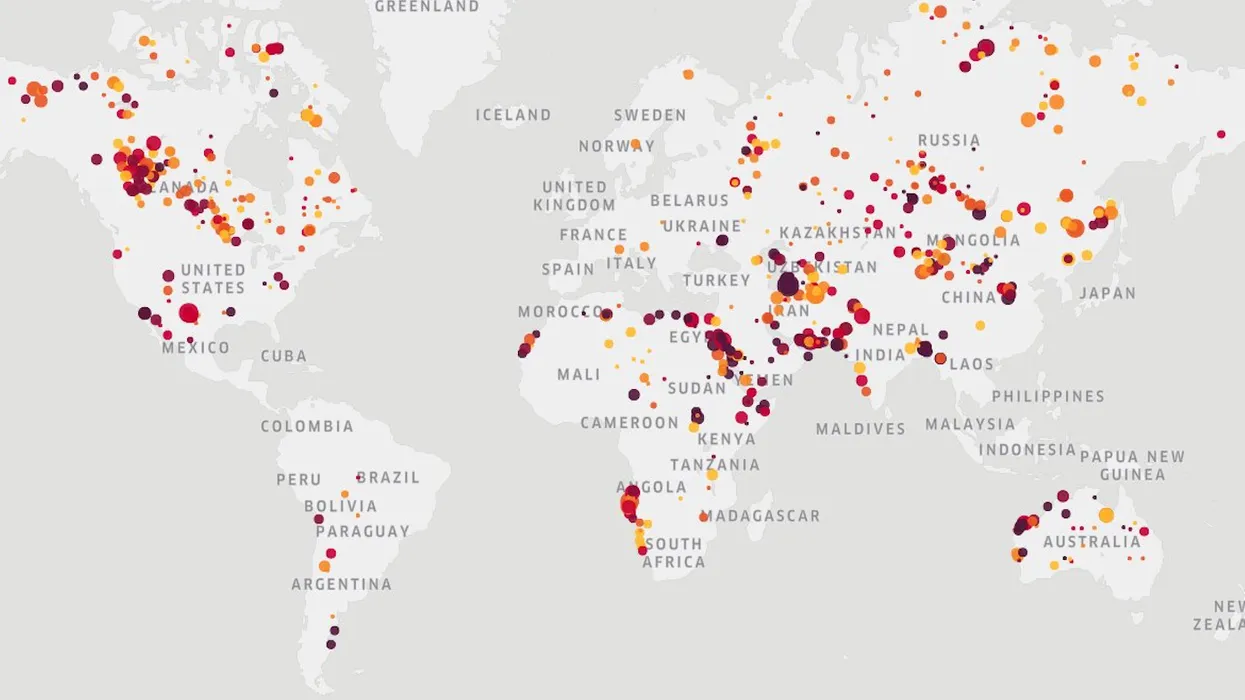 GREENLAND
ICELAND
SWEDEN
NORWAY
RUSSIA
CANADA
UNITED
KINGDOM
BELARUS
UKRAINE
FRANCE
KAZAKHSTAN
MONGOLIA
SPAIN
ITALY
UZBEKISTAN
UNITED
STATES
TURKEY
CHINA
JAPAN
MOROCCO
IRAN
EGY
NEPAL
MEXICO
CUBA
INDIA
LAOS
MALI
SUDAN
YEMEN
PHILIPPINES
COLOMBIA
CAMEROON
KENYA
MALDIVES
MALAYSIA
INDONESIA
PAPUA NEW
GUINEA
TANZANIA
PERU
BRAZIL
ANGOLA
BOLIVIA
MADAGASCAR
PARAGUAY
SOUTH
AFRICA
AUSTRALIA
ARGENTINA
NEW
ZEALA